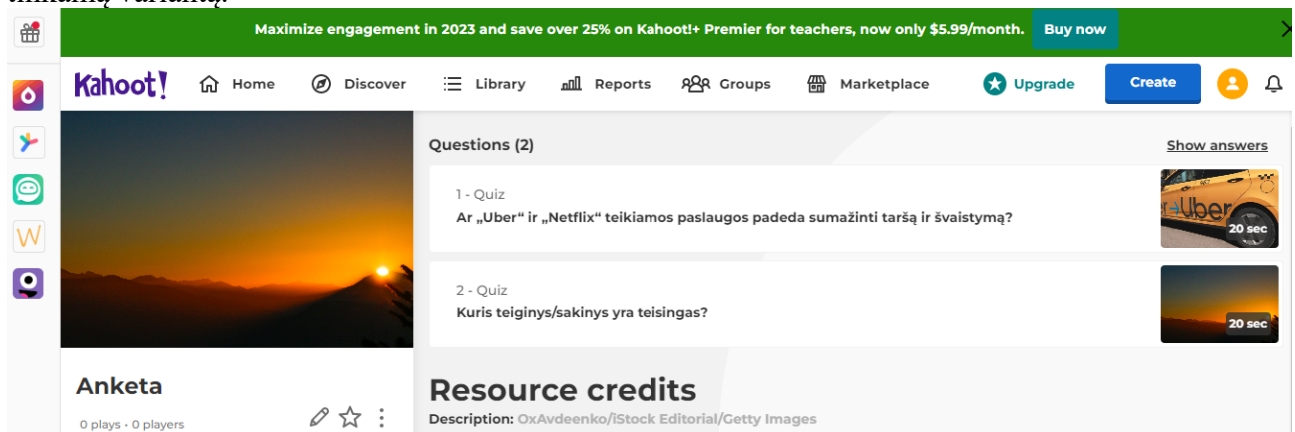 tinkamą variantą.
Maximize engagement in 2023 and save over 25% on Kahoot!+ Premier for teachers, now only $5.99/month. Buy now
Kahoot! Home Discover Library Reports Groups Marketplace Upgrade Create
Questions (2) Show answers
1 - Quiz
Ar „Uber“ ir „Netflix“ teikiamos paslaugos padeda sumažinti taršą ir švaistymą?
Uber
20 sec
W
2 - Quiz
Kuris teiginys/sakinys yra teisingas?
20 sec
Anketa
0 plays · 0 players
Resource credits
Description: OxAvdeenko/iStock Editorial/Getty Images